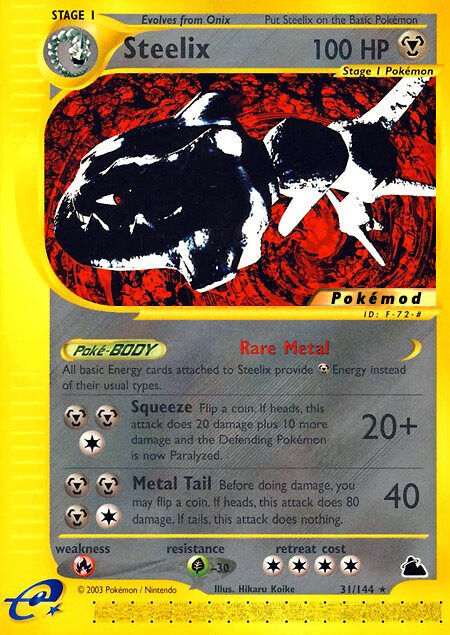 STAGE 1
Evolves from Onix
Put Steelix on the Basic Pokémon
Steelix
100 HP
Stage 1 Pokémon
Pokémod
ID: F-72-#
Poké-BODY
Rare Metal
All basic Energy cards attached to Steelix provide Energy instead
of their usual types.
Squeeze Flip a coin. If heads, this
attack does 20 damage plus 10 more
damage and the Defending Pokémon
is now Paralyzed.
20+
Metal Tail Before doing damage, you
may flip a coin. If heads, this attack does 80
damage. If tails, this attack does nothing.
40
weakness
resistance
retreat cost
-30
© 2003 Pokémon / Nintendo
Illus. Hikaru Koike
31/144 ★
e